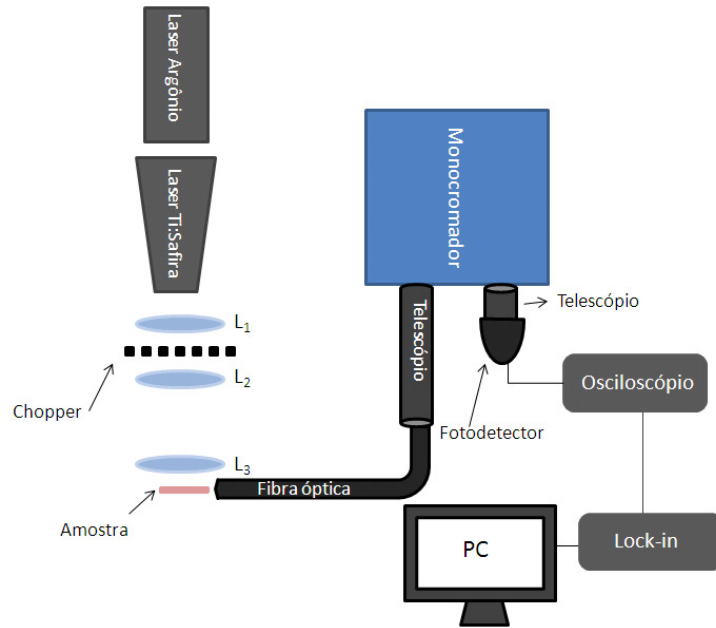 Laser Argônio
Laser Ti:Safira
Monocromador
Telescópio
Telescópio
L1
Chopper
L2
Fotodetector
Osciloscópio
L3
Fibra óptica
Amostra
PC
Lock-in